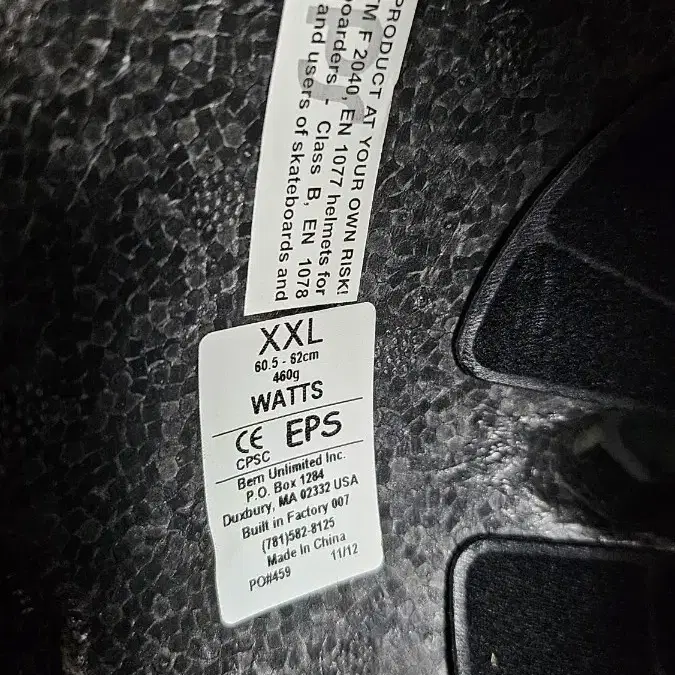 PRODUCT AT YOUR OWN RISK!
TM F 2040, EN 1077 helmets for
boarders - Class B, EN 1078
and users of skateboards and
XXL
60.5 - 62cm
460g
WATTS
CE EPS
CPSC
Bern Unlimited Inc.
P.O. Box 1284
Duxbury, MA 02332 USA
Built in Factory 007
(781)582-8125
Made In China
PO#459 11/12